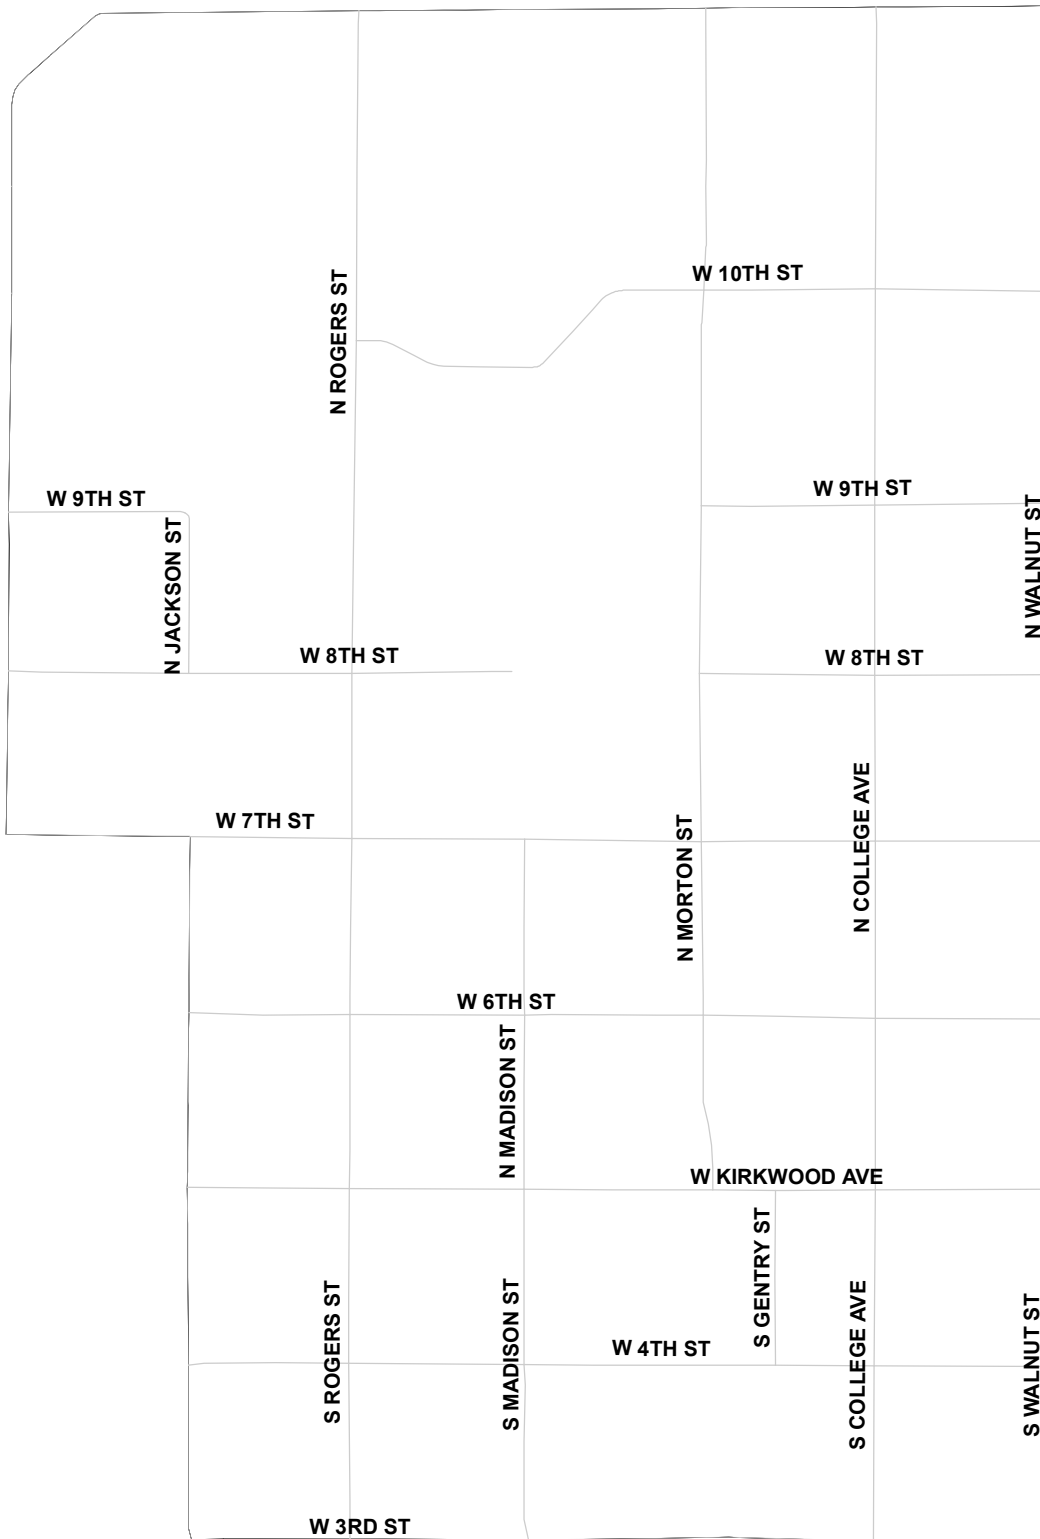 W 10TH ST
N ROGERS ST
W 9TH ST
W 9TH ST
N WALNUT ST
N JACKSON ST
W 8TH ST
W 8TH ST
N COLLEGE AVE
W 7TH ST
N MORTON ST
W 6TH ST
N MADISON ST
W KIRKWOOD AVE
S GENTRY ST
S ROGERS ST
S MADISON ST
W 4TH ST
S COLLEGE AVE
S WALNUT ST
W 3RD ST